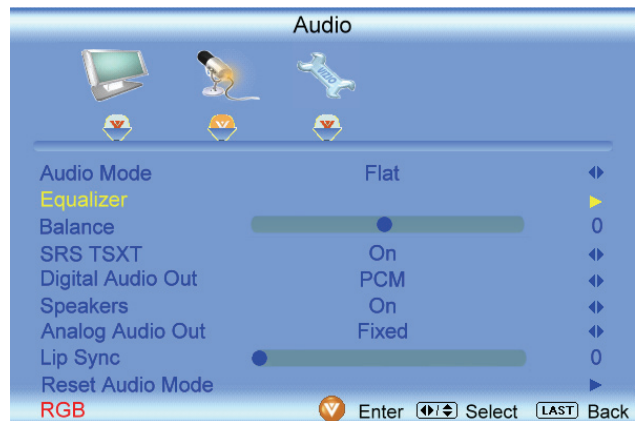 Audio
Audio Mode Flat
Equalizer
Balance 0
SRS TSXT On
Digital Audio Out PCM
Speakers On
Analog Audio Out Fixed
Lip Sync 0
Reset Audio Mode
RGB Enter Select LAST Back